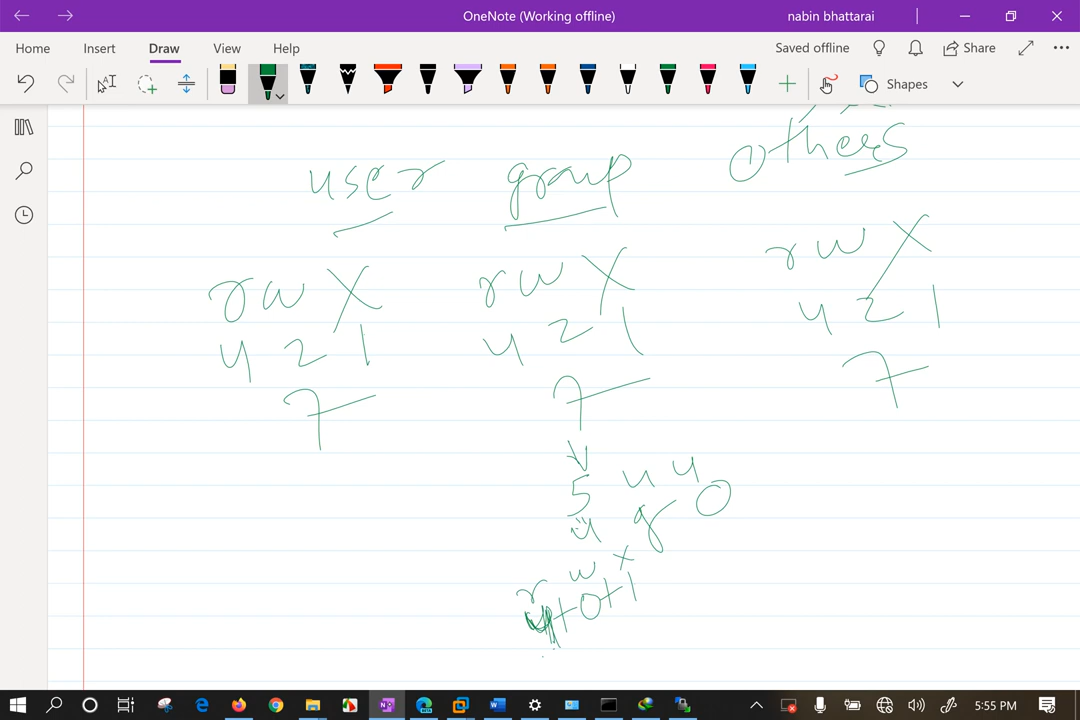 OneNote (Working offline)
nabin bhattarai
Home Insert Draw View Help
Saved offline
Share
Shapes
others
user group
r w x r w x r w x
4 2 1 4 2 1 4 2 1
7 7 7
5 4 4
u g o
r w x
4+0+1
5:55 PM